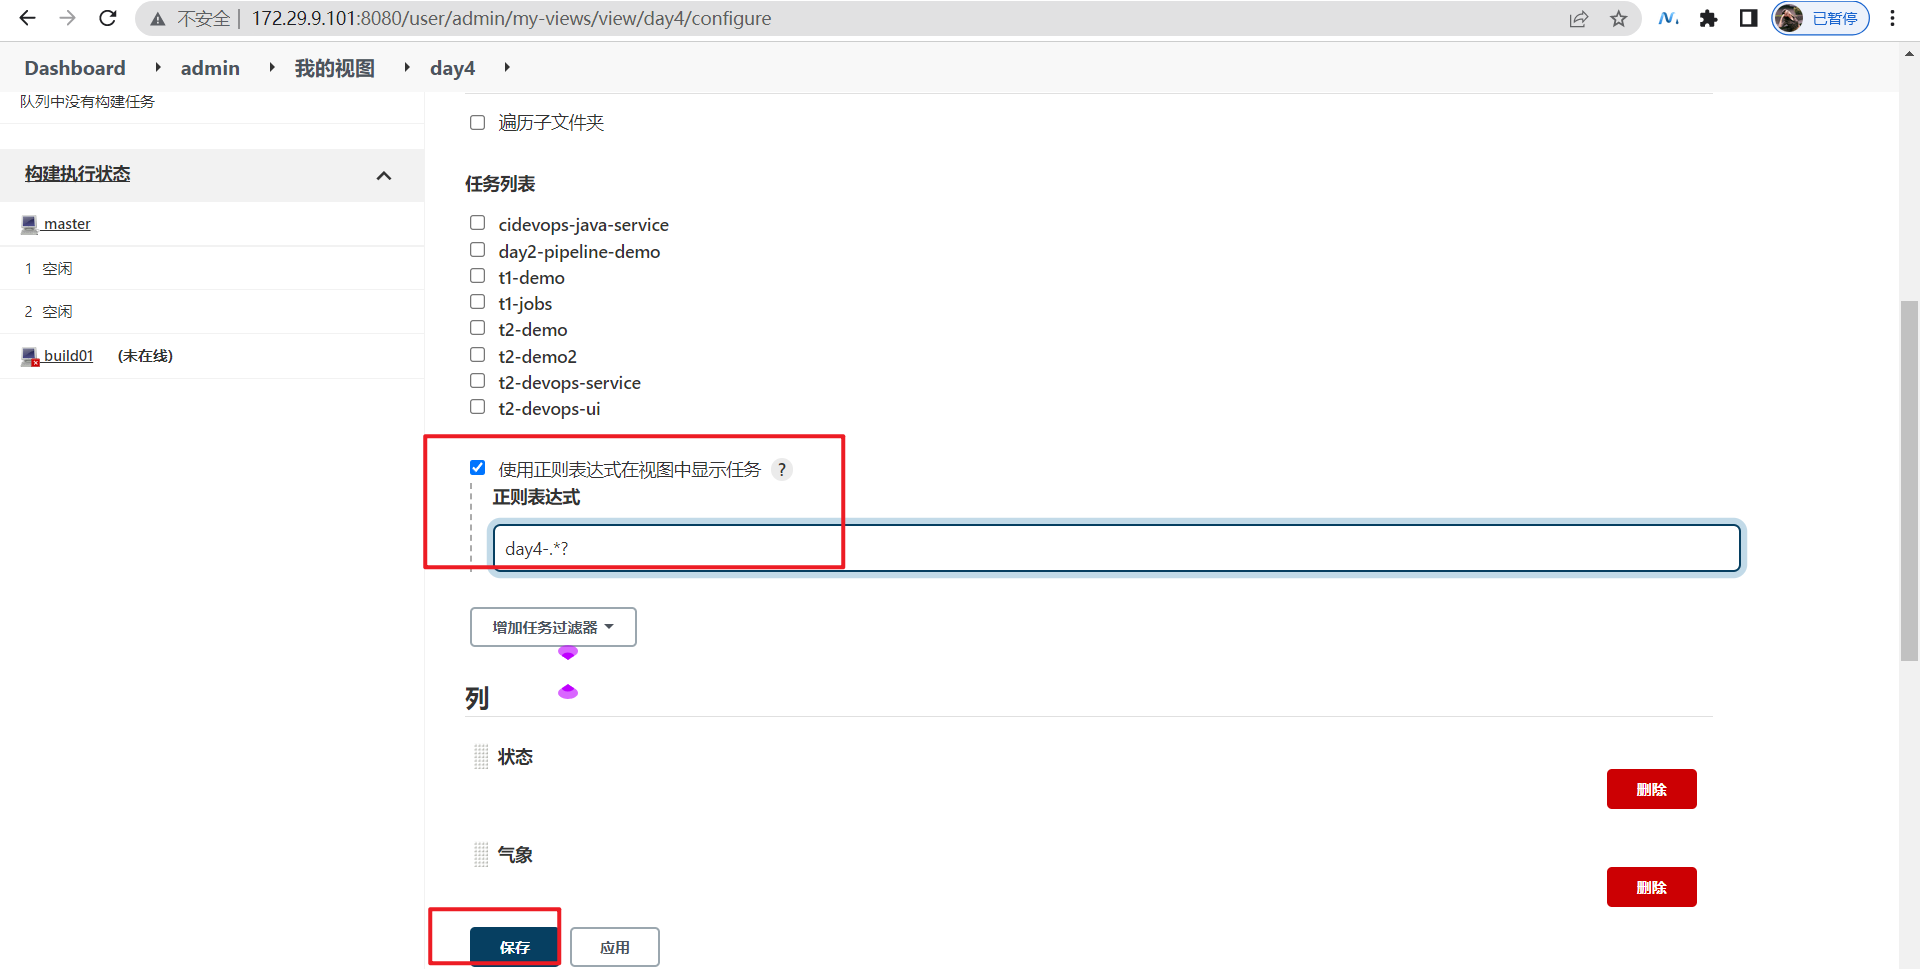 不安全 | 172.29.9.101:8080/user/admin/my-views/view/day4/configure
已暂停
Dashboard
admin
我的视图
day4
队列中没有构建任务
构建执行状态
master
1 空闲
2 空闲
build01 (未在线)
遍历子文件夹
任务列表
cidevops-java-service
day2-pipeline-demo
t1-demo
t1-jobs
t2-demo
t2-demo2
t2-devops-service
t2-devops-ui
使用正则表达式在视图中显示任务 ?
正则表达式
day4-.*?
增加任务过滤器
列
状态
删除
气象
删除
保存
应用